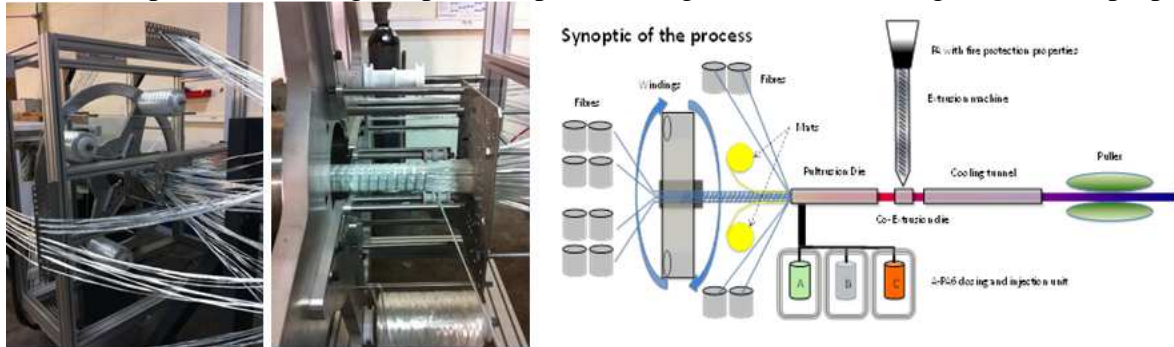 Synoptic of the process
PA with fire protection properties
Windings
Fibres
Fibres
Extrusion machine
Mats
Puller
Pultrusion Die
Cooling tunnel
Co-Extrusion die
A
B
C
A-PA6 dosing and injection unit